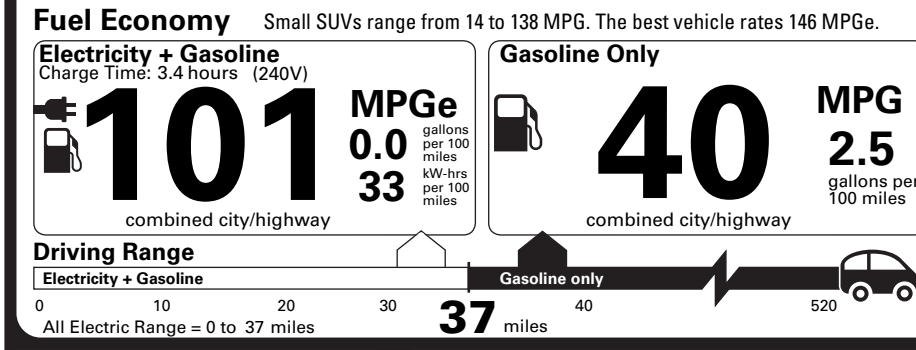 Fuel Economy Small SUVs range from 14 to 138 MPG. The best vehicle rates 146 MPGe.
Electricity + Gasoline
Charge Time: 3.4 hours (240V)
101
MPGe
0.0 gallons per 100 miles
33 kW-hrs per 100 miles
combined city/highway
Gasoline Only
40
MPG
2.5
gallons per
100 miles
combined city/highway
Driving Range
Electricity + Gasoline Gasoline only
0 10 20 30 40 520
All Electric Range = 0 to 37 miles 37 miles